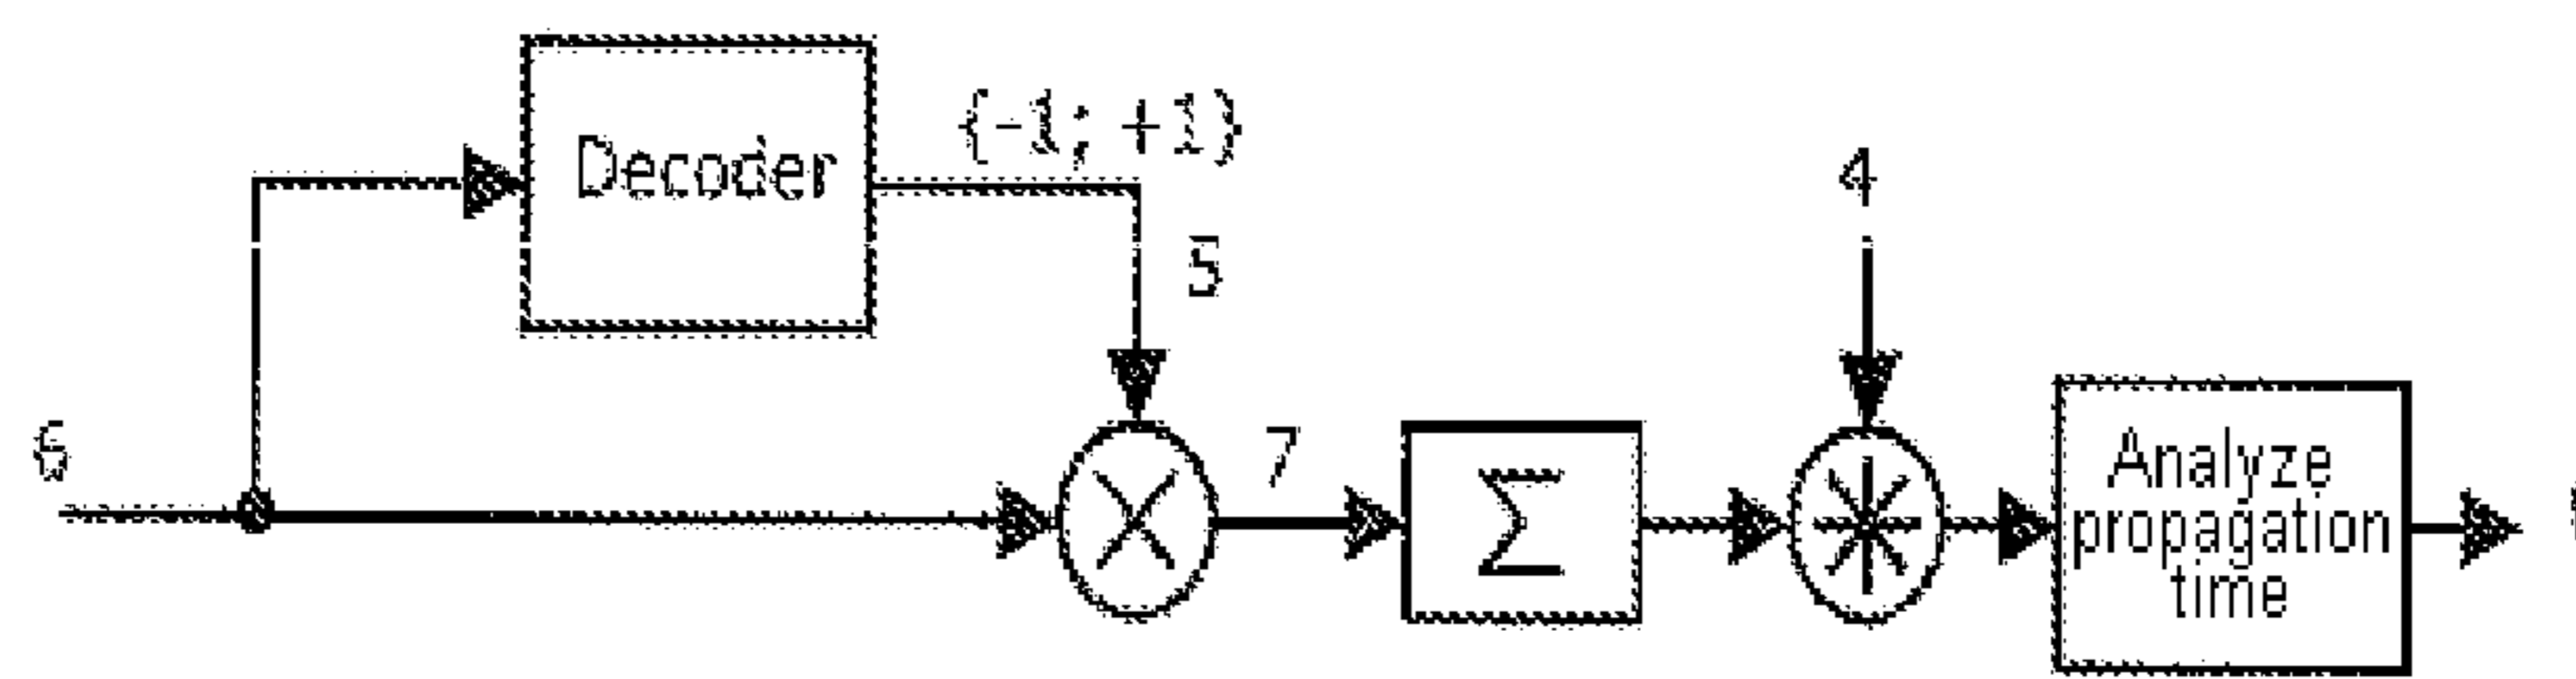 Decoder
{-1; +1}
5
4
6
7
Σ
Analyze
propagation
time